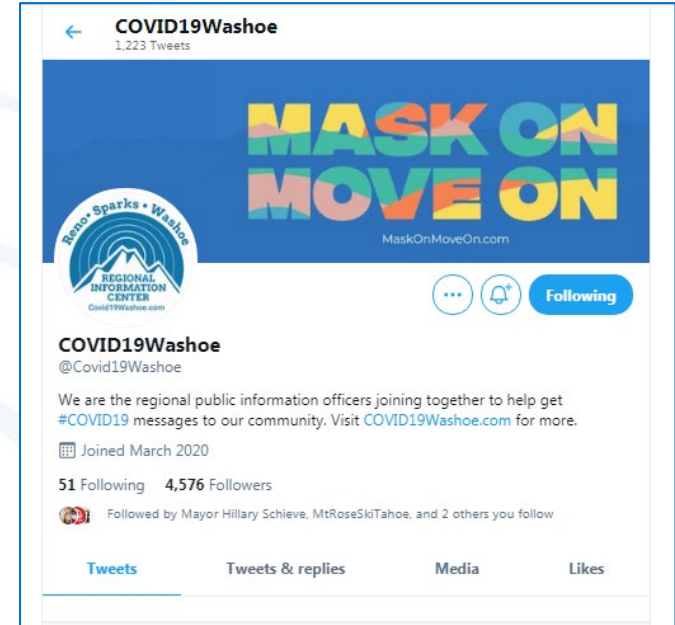 COVID19Washoe
1,223 Tweets
MASK ON
MOVE ON
MaskOnMoveOn.com
Reno • Sparks • Washoe
REGIONAL
INFORMATION
CENTER
Covid19Washoe.com
Following
COVID19Washoe
@Covid19Washoe
We are the regional public information officers joining together to help get
#COVID19 messages to our community. Visit COVID19Washoe.com for more.
Joined March 2020
51 Following 4,576 Followers
Followed by Mayor Hillary Schieve, MtRoseSkiTahoe, and 2 others you follow
Tweets Tweets & replies Media Likes